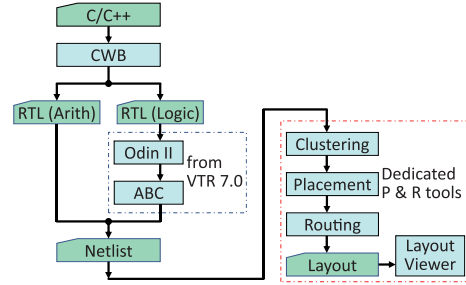 C/C++
CWB
RTL (Arith)
RTL (Logic)
Odin II
ABC
from
VTR 7.0
Netlist
Clustering
Placement
Routing
Layout
Dedicated
P & R tools
Layout
Viewer